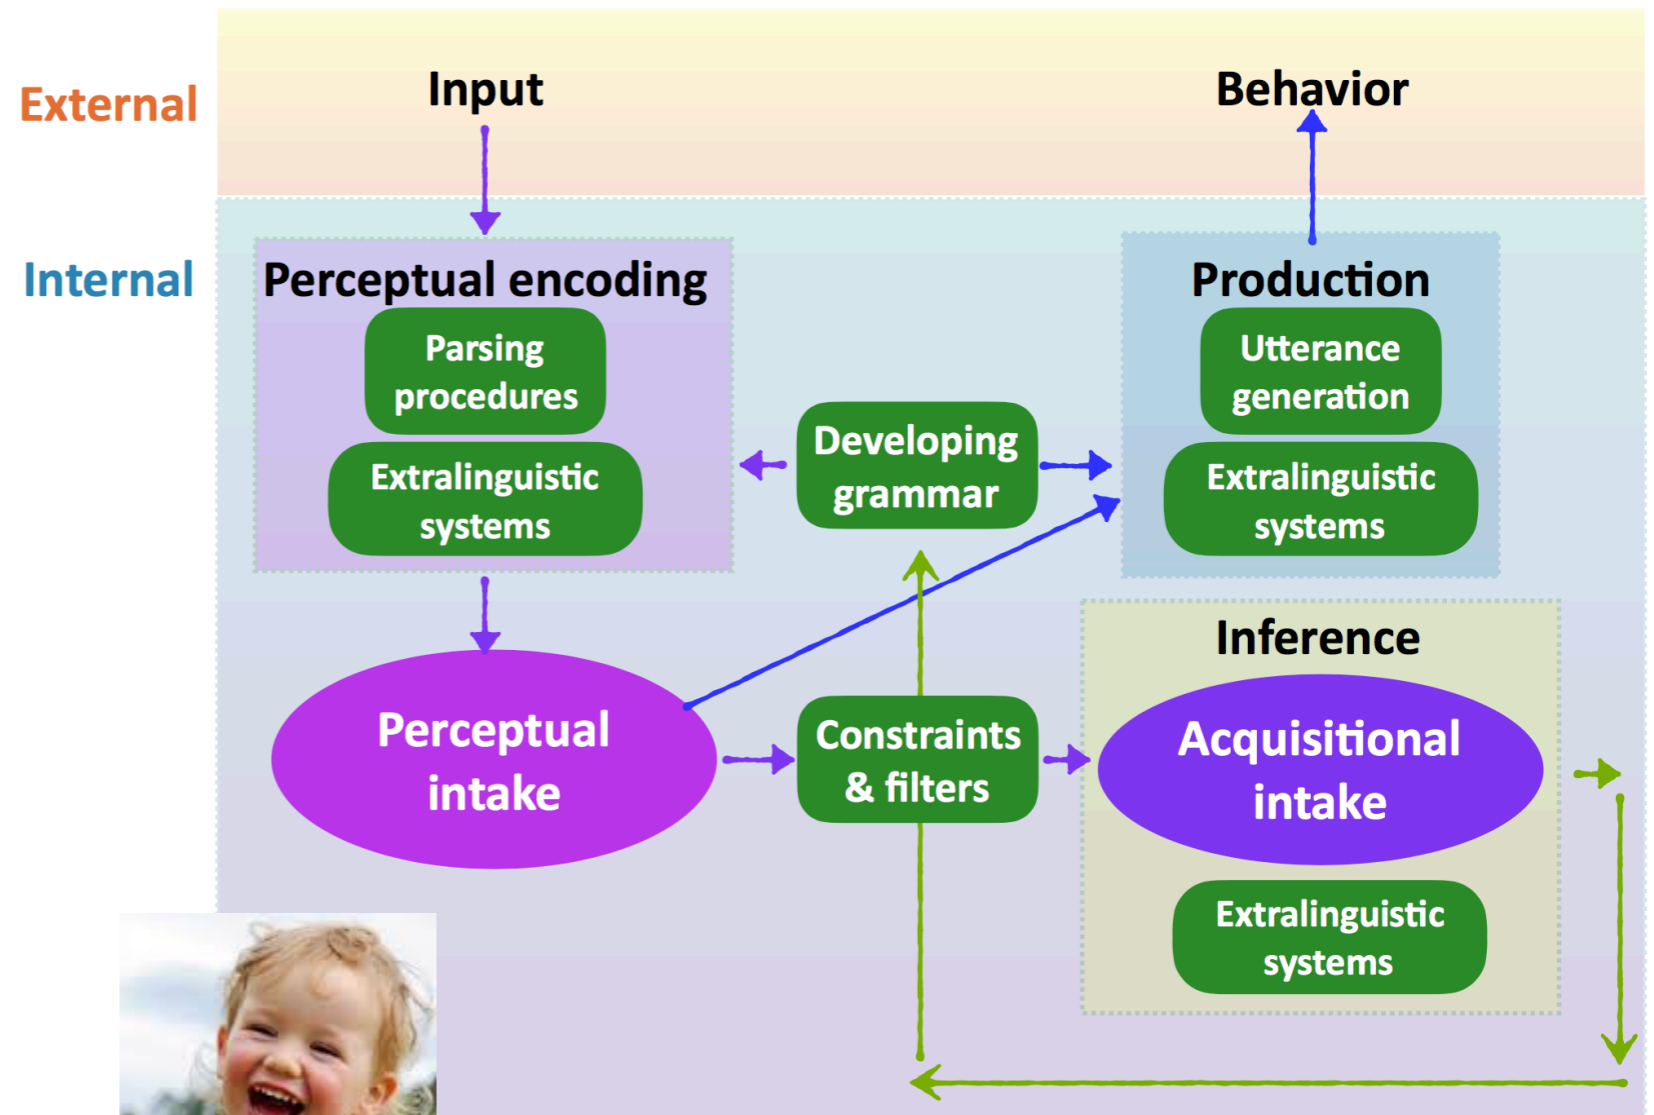 External
Input
Behavior
Internal
Perceptual encoding
Parsing
procedures
Extralinguistic
systems
Developing
grammar
Production
Utterance
generation
Extralinguistic
systems
Perceptual
intake
Constraints
& filters
Inference
Acquisitional
intake
Extralinguistic
systems